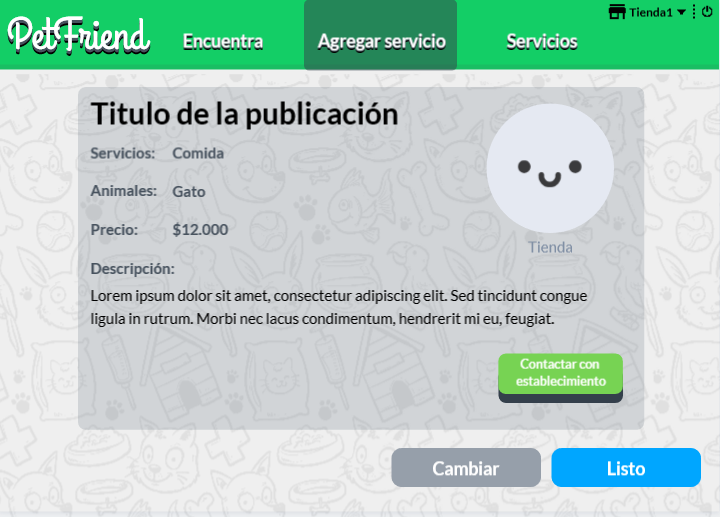 Tienda1
PetFriend
Encuentra
Agregar servicio
Servicios
Titulo de la publicación
Servicios: Comida
Animales: Gato
Precio: $12.000
Tienda
Descripción:
Lorem ipsum dolor sit amet, consectetur adipiscing elit. Sed tincidunt congue
ligula in rutrum. Morbi nec lacus condimentum, hendrerit mi eu, feugiat.
Contactar con
establecimiento
Cambiar
Listo